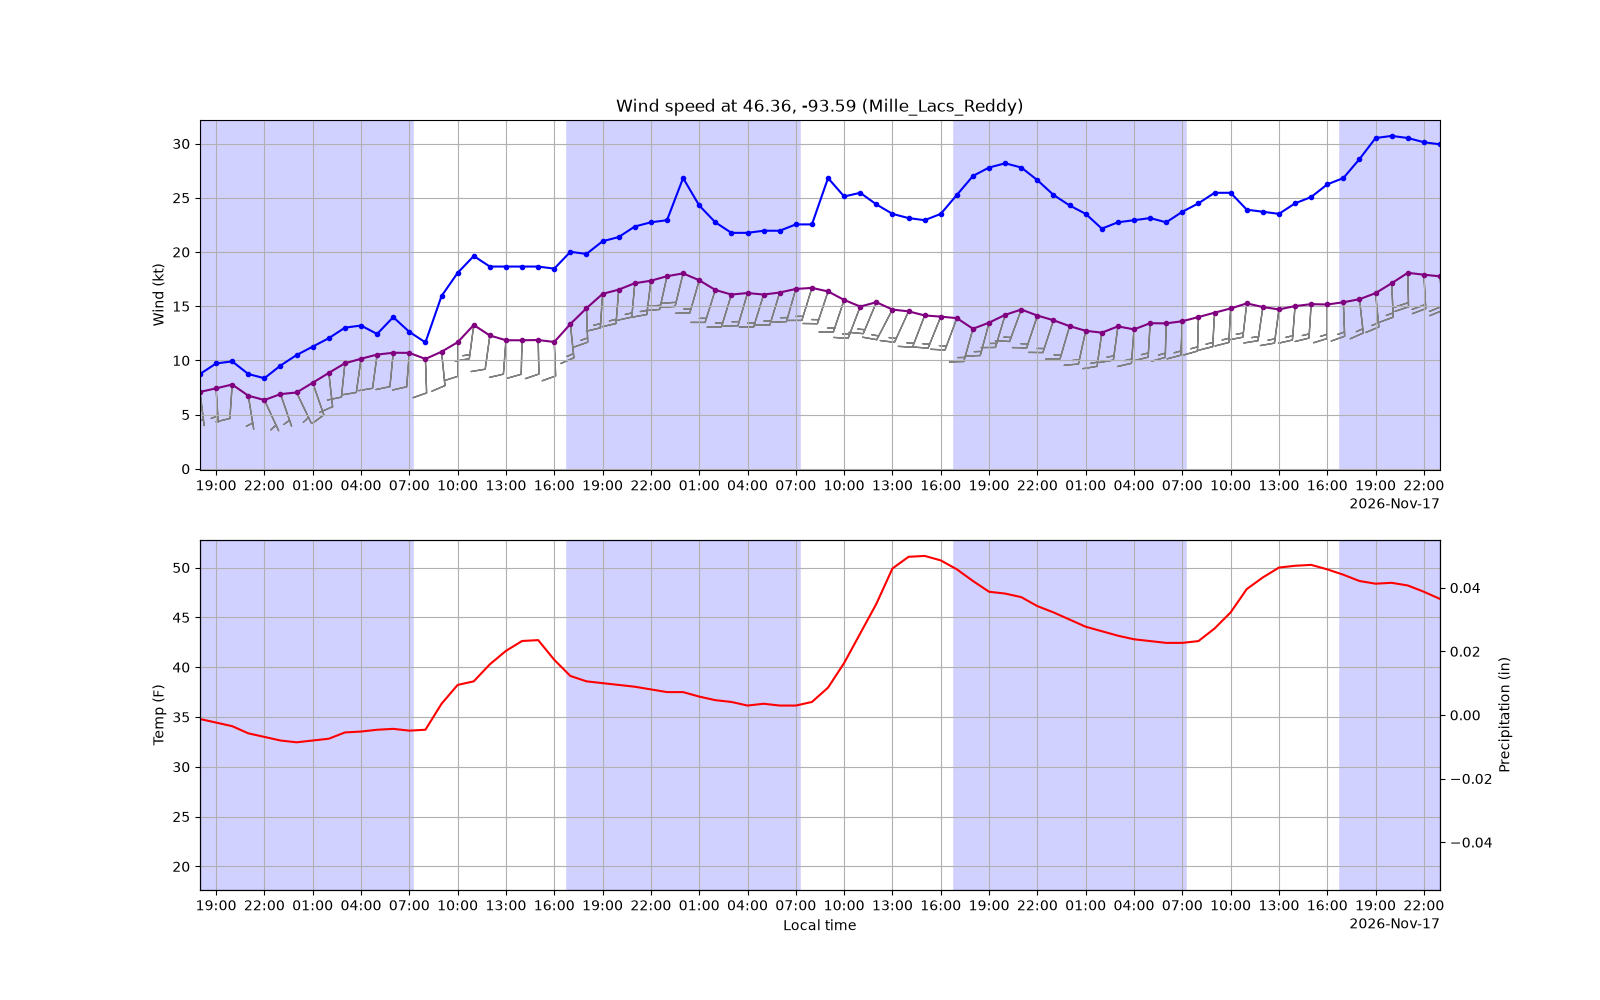 Wind speed at 46.36, -93.59 (Mille_Lacs_Reddy)
Wind (kt)
30
25
20
15
10
5
0
19:00 22:00 01:00 04:00 07:00 10:00 13:00 16:00 19:00 22:00 01:00 04:00 07:00 10:00 13:00 16:00 19:00 22:00 01:00 04:00 07:00 10:00 13:00 16:00 19:00 22:00
2026-Nov-17
Temp (F)
50
45
40
35
30
25
20
0.04
0.02
0.00
−0.02
−0.04
Precipitation (in)
19:00 22:00 01:00 04:00 07:00 10:00 13:00 16:00 19:00 22:00 01:00 04:00 07:00 10:00 13:00 16:00 19:00 22:00 01:00 04:00 07:00 10:00 13:00 16:00 19:00 22:00
Local time
2026-Nov-17